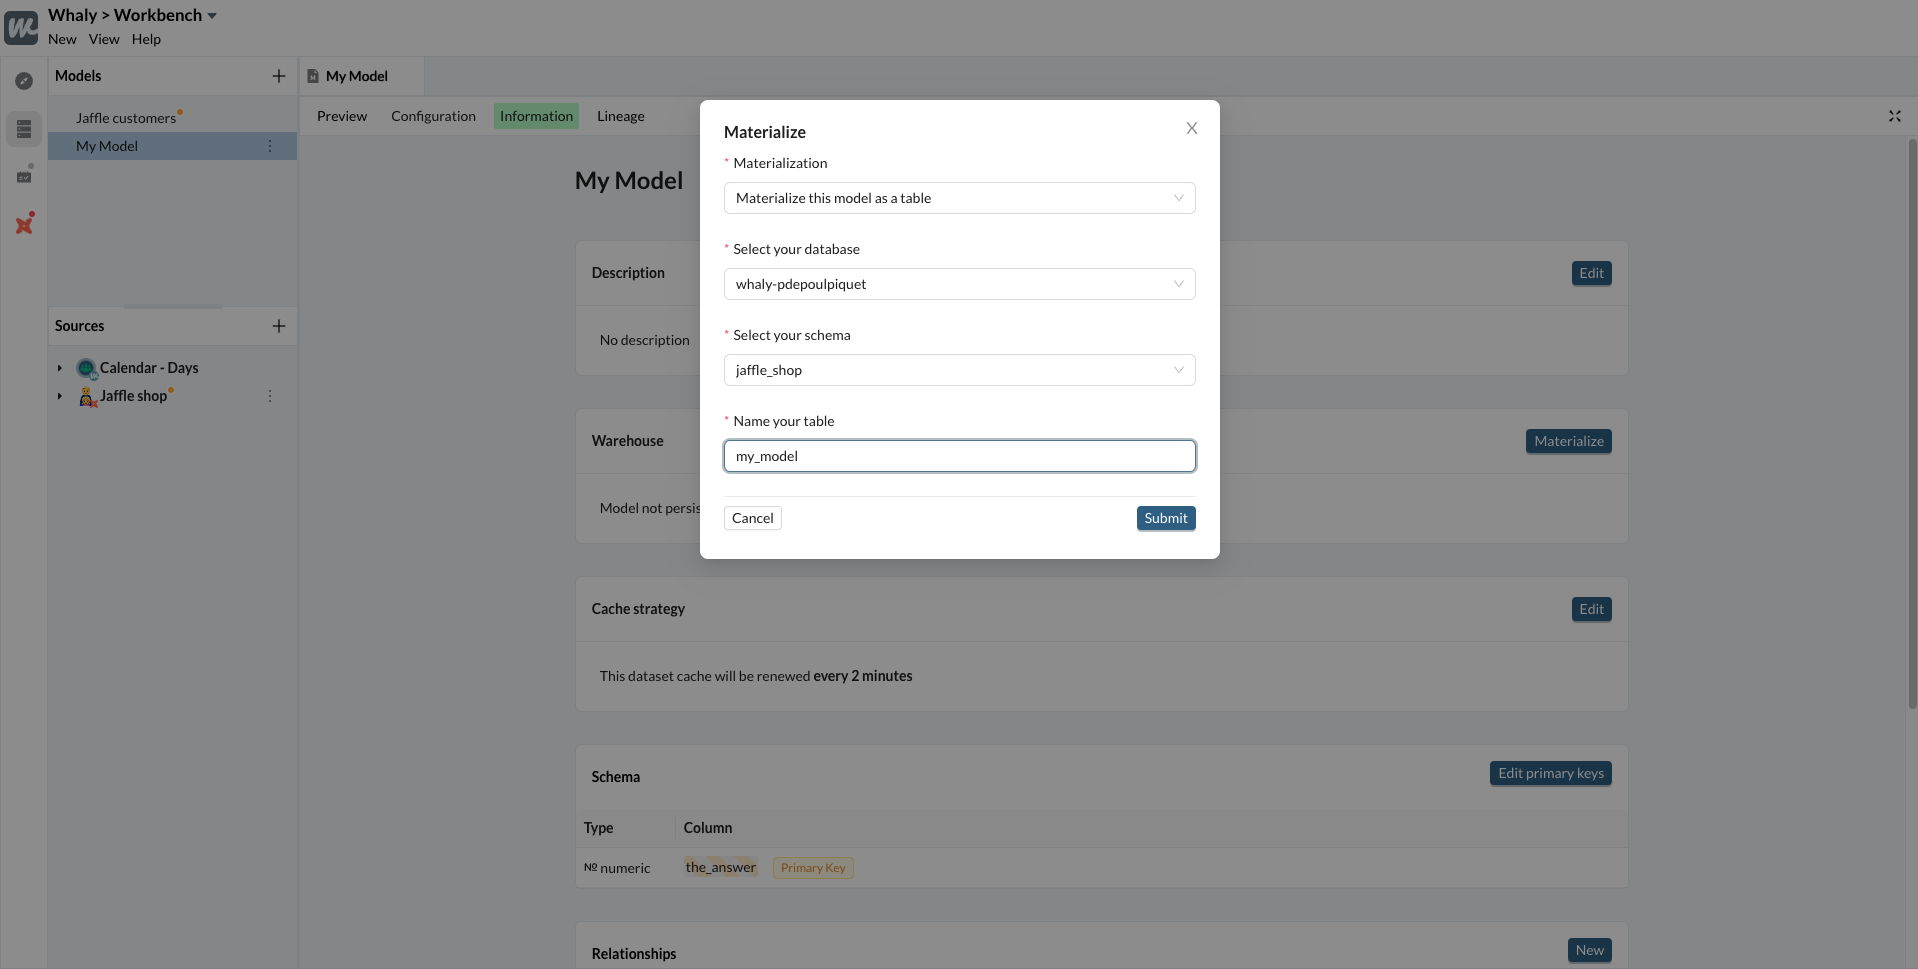 Whaly > Workbench
New View Help
Models
Jaffle customers
My Model
Sources
Calendar - Days
Jaffle shop
My Model
Preview Configuration Information Lineage
My Model
Description
Edit
No description
Warehouse
Materialize
Model not persis
Cache strategy
Edit
This dataset cache will be renewed every 2 minutes
Schema
Edit primary keys
Type Column
№ numeric the_answer Primary Key
Relationships
New
Materialize
* Materialization
Materialize this model as a table
* Select your database
whaly-pdepoulpiquet
* Select your schema
jaffle_shop
* Name your table
my_model
Cancel Submit